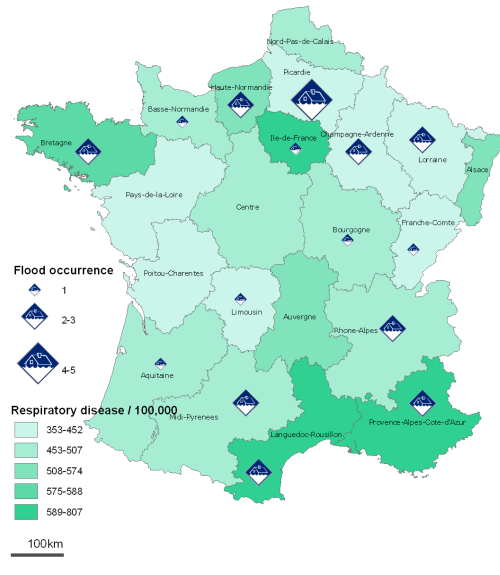 Nord-Pas-de-Calais
Picardie
Haute-Normandie
Basse-Normandie
Ile-de-France
Champagne-Ardenne
Lorraine
Alsace
Bretagne
Pays-de-la-Loire
Centre
Bourgogne
Franche-Comte
Poitou-Charentes
Limousin
Auvergne
Rhone-Alpes
Aquitaine
Midi-Pyrenees
Languedoc-Rousillon
Provence-Alpes-Cote-d'Azur
Flood occurrence
1
2-3
4-5
Respiratory disease / 100,000
353-452
453-507
508-574
575-588
589-807
100km